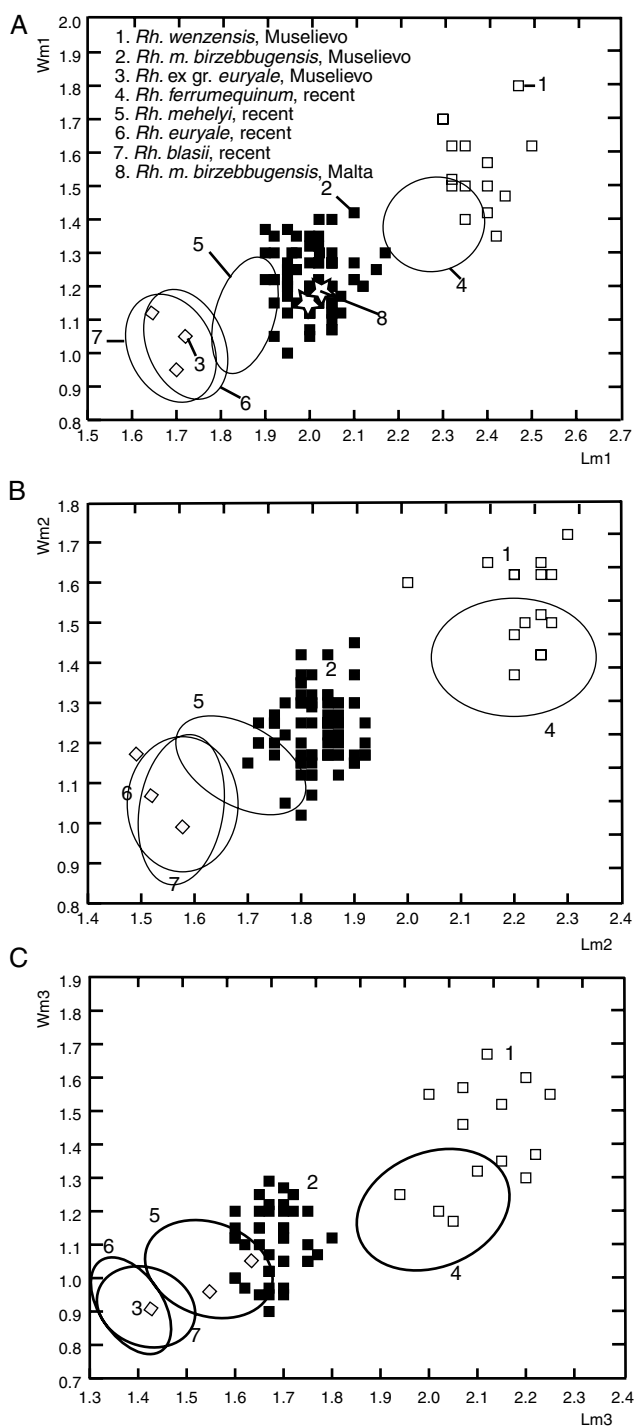 A
Wm1
2.0
1.9
1.8
1.7
1.6
1.5
1.4
1.3
1.2
1.1
1.0
0.9
0.8
1. Rh. wenzensis, Muselievo
2. Rh. m. birzebbugensis, Muselievo
3. Rh. ex gr. euryale, Muselievo
4. Rh. ferrumequinum, recent
5. Rh. mehelyi, recent
6. Rh. euryale, recent
7. Rh. blasii, recent
8. Rh. m. birzebbugensis, Malta
1
2
5
4
8
7
3
6
1.5 1.6 1.7 1.8 1.9 2.0 2.1 2.2 2.3 2.4 2.5 2.6 2.7
Lm1
B
Wm2
1.8
1.7
1.6
1.5
1.4
1.3
1.2
1.1
1.0
0.9
0.8
1
2
5
4
6
7
1.4 1.5 1.6 1.7 1.8 1.9 2.0 2.1 2.2 2.3 2.4
Lm2
C
Wm3
1.9
1.8
1.7
1.6
1.5
1.4
1.3
1.2
1.1
1.0
0.9
0.8
0.7
1
2
5
6
4
3
7
1.3 1.4 1.5 1.6 1.7 1.8 1.9 2.0 2.1 2.2 2.3 2.4
Lm3